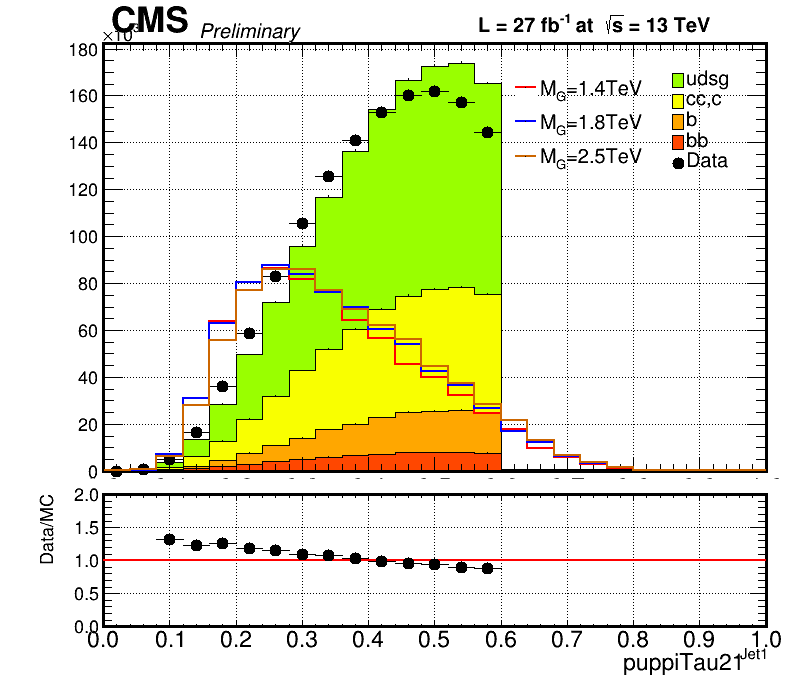 CMS Preliminary L = 27 fb-1 at √s = 13 TeV
×10³
180
160
140
120
100
80
60
40
20
0
MG=1.4TeV
MG=1.8TeV
MG=2.5TeV
udsg
cc,c
b
bb
Data
Data/MC
2.0
1.5
1.0
0.5
0.0
0.0 0.1 0.2 0.3 0.4 0.5 0.6 0.7 0.8 0.9 1.0
puppiTau21Jet1